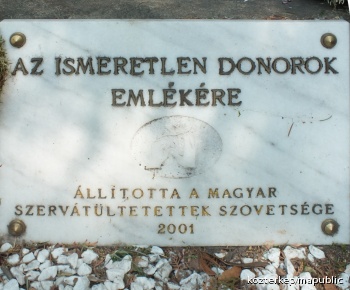 AZ ISMERETLEN DONOROK
EMLÉKÉRE
ÁLLÍTOTTA A MAGYAR
SZERVÁTÜLTETETTEK SZÖVETSÉGE
2001
kozterkep/mapublic